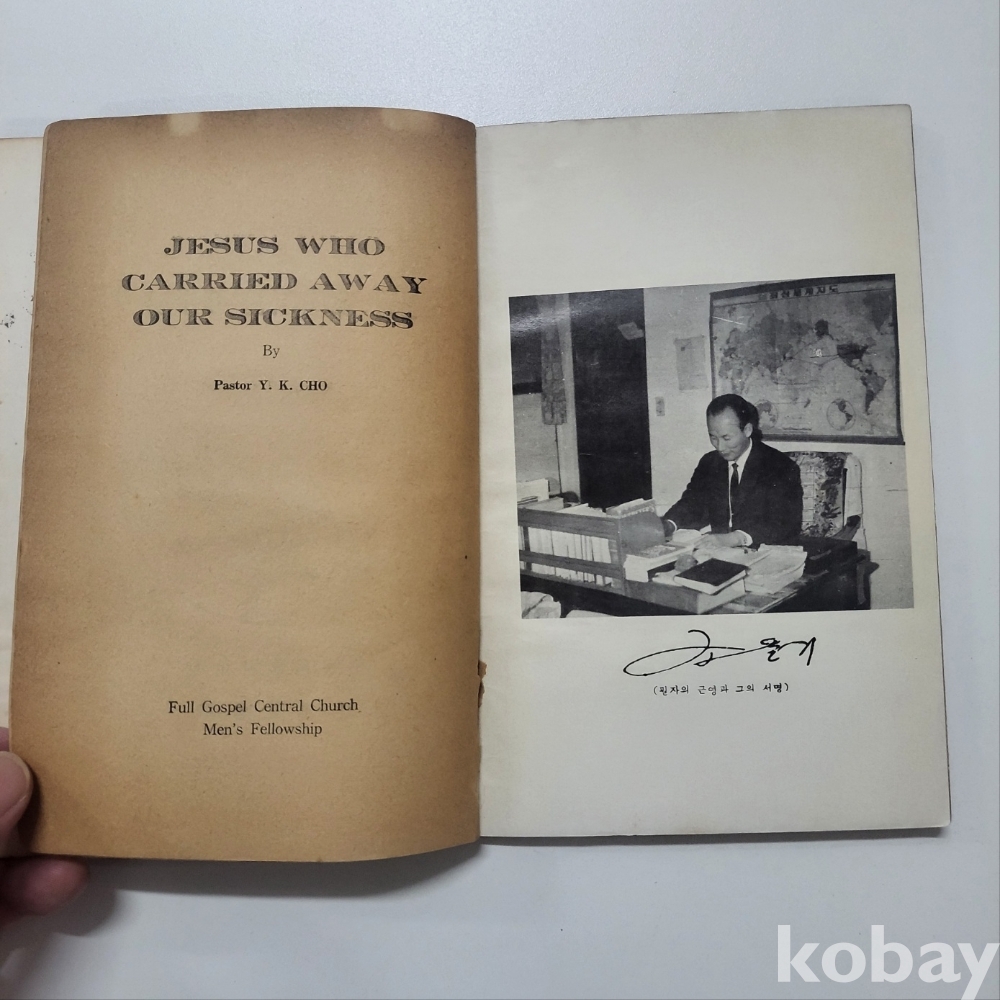 JESUS WHO
CARRIED AWAY
OUR SICKNESS
By
Pastor Y. K. CHO
Full Gospel Central Church
Men's Fellowship
(필자의 근영과 그의 서명)
kobay